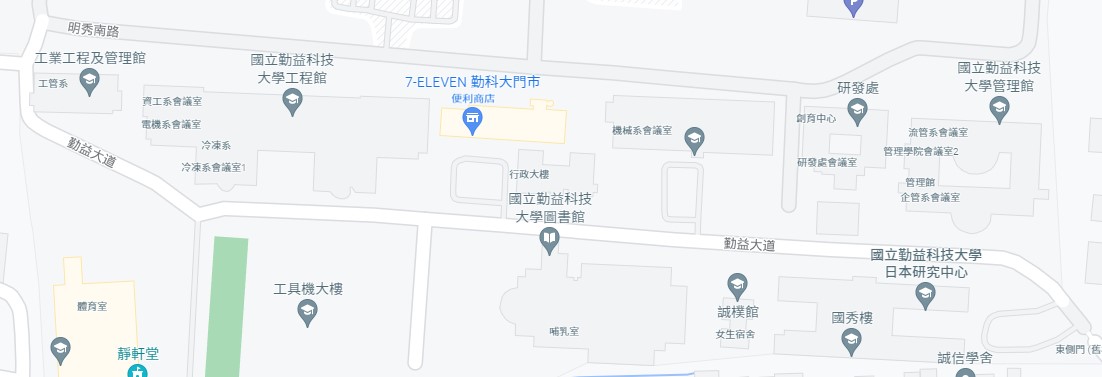 明秀南路
工業工程及管理館
工管系
國立勤益科技
大學工程館
資工系會議室
電機系會議室
冷凍系
冷凍系會議室1
7-ELEVEN 勤科大門市
便利商店
機械系會議室
研發處
創育中心
研發處會議室
國立勤益科技
大學管理館
流管系會議室
管理學院會議室2
管理館
企管系會議室
勤益大道
行政大樓
國立勤益科技
大學圖書館
勤益大道
國立勤益科技大學
日本研究中心
工具機大樓
體育室
靜軒堂
哺乳室
誠樸館
女生宿舍
國秀樓
誠信學舍
東側門 (舊
P